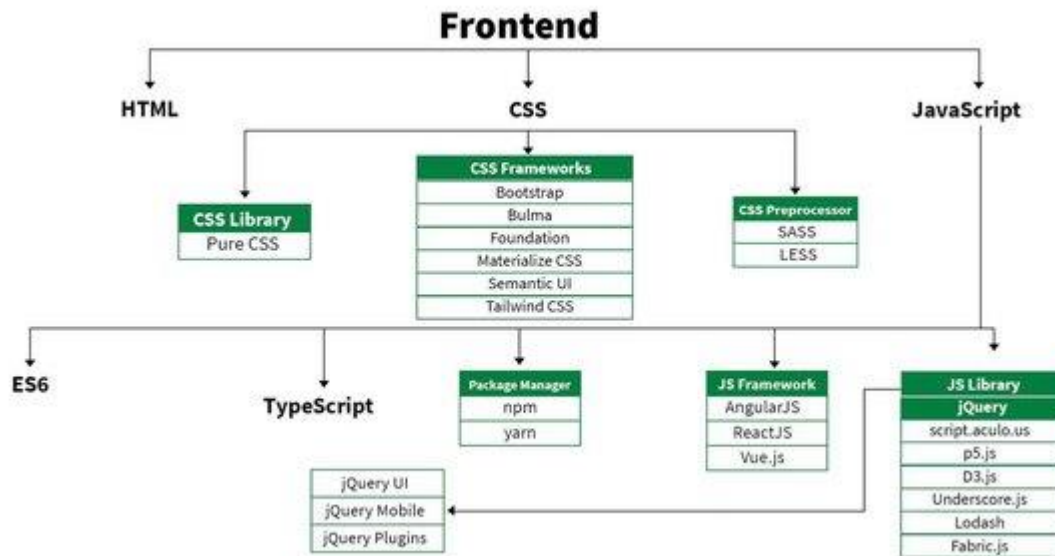 Frontend
HTML
CSS
JavaScript
CSS Library
Pure CSS
CSS Frameworks
Bootstrap
Bulma
Foundation
Materialize CSS
Semantic UI
Tailwind CSS
CSS Preprocessor
SASS
LESS
ES6
TypeScript
Package Manager
npm
yarn
JS Framework
AngularJS
ReactJS
Vue.js
JS Library
jQuery
script.aculo.us
p5.js
D3.js
Underscore.js
Lodash
Fabric.js
jQuery UI
jQuery Mobile
jQuery Plugins